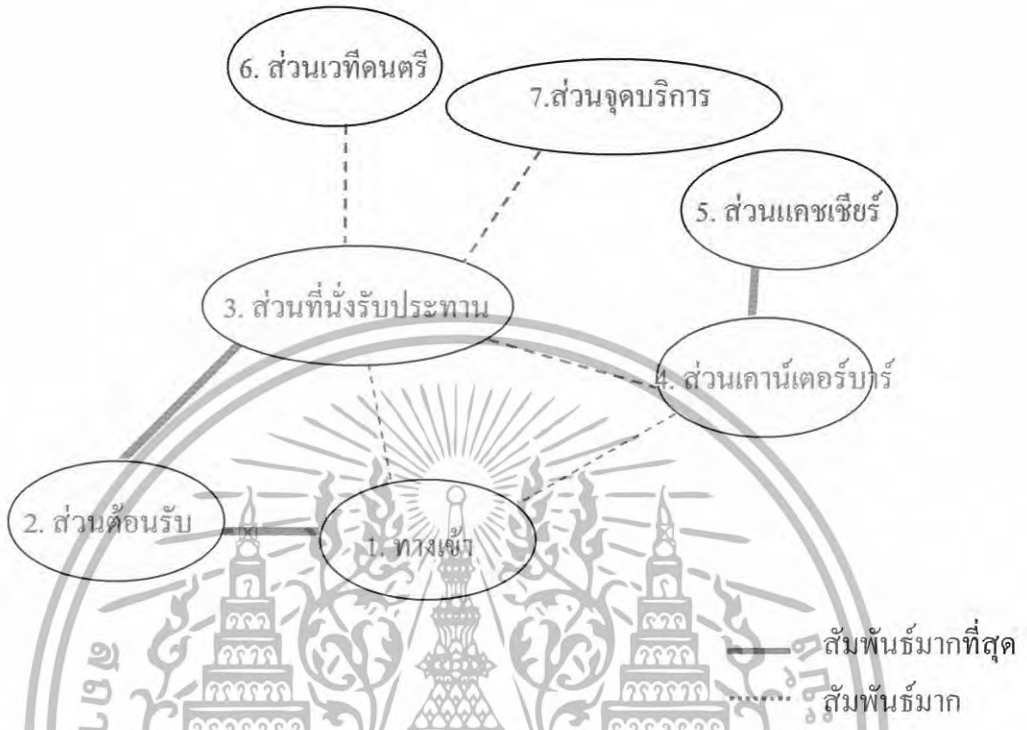 6. ส่วนเวทีดนตรี
7.ส่วนจุดบริการ
5. ส่วนแคชเชียร์
3. ส่วนที่นั่งรับประทาน
4. ส่วนเคาน์เตอร์บาร์
2. ส่วนต้อนรับ
1. ทางเข้า
สัมพันธ์มากที่สุด
สัมพันธ์มาก